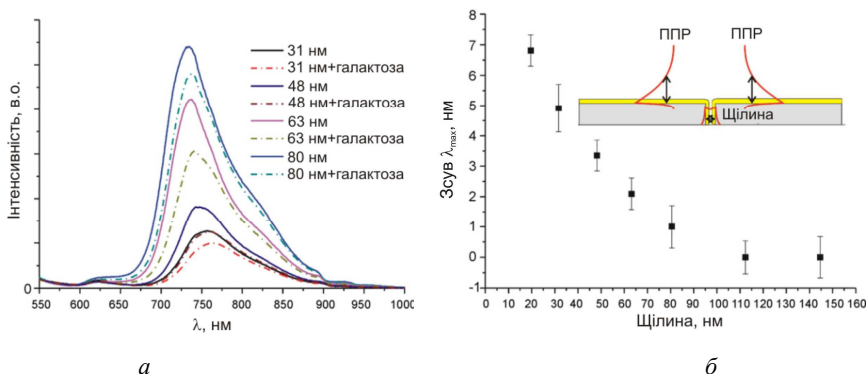 Інтенсивність, в.о.
31 нм
31 нм+галактоза
48 нм
48 нм+галактоза
63 нм
63 нм+галактоза
80 нм
80 нм+галактоза
0
550 600 650 700 750 800 850 900 950 1000
λ, нм
а
Зсув λmax, нм
8
7
6
5
4
3
2
1
0
-1
ППР
ППР
Щілина
0 10 20 30 40 50 60 70 80 90 100 110 120 130 140 150 160
Щілина, нм
б